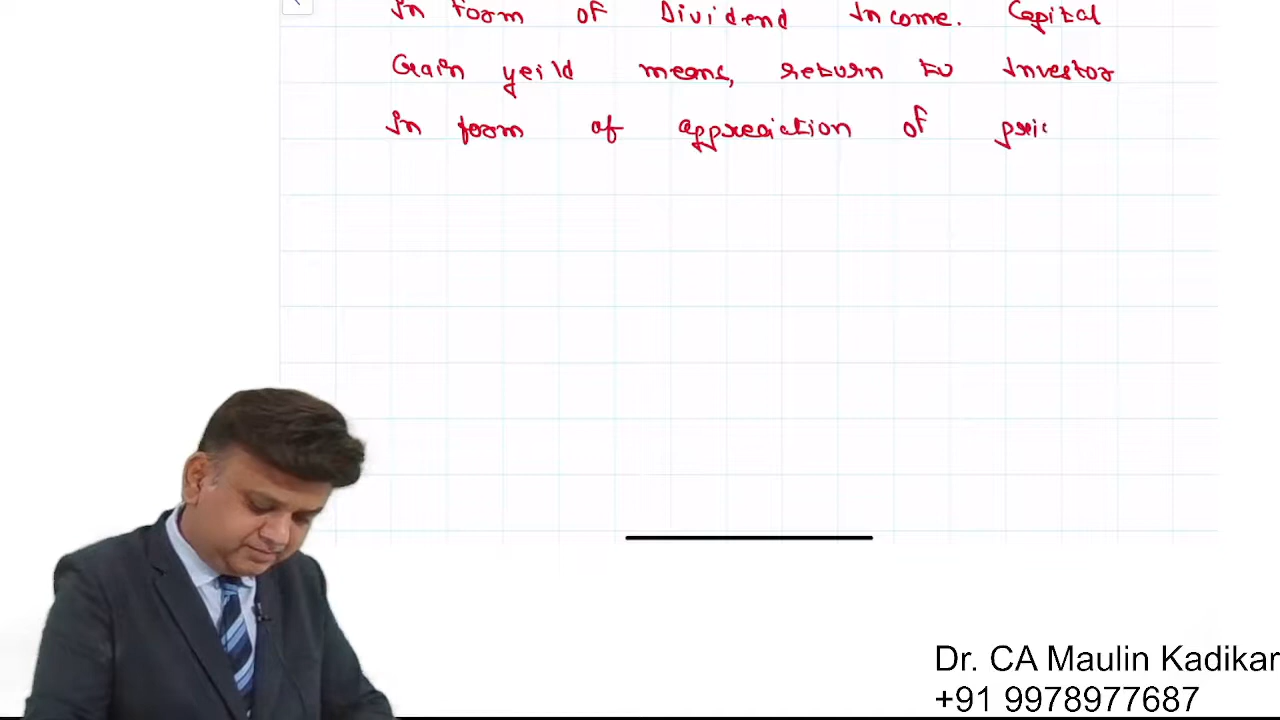 In form of Dividend Income. Capital
Gain yeild means, return to Investor
In form of appreciation of pric
Dr. CA Maulin Kadikar
+91 9978977687